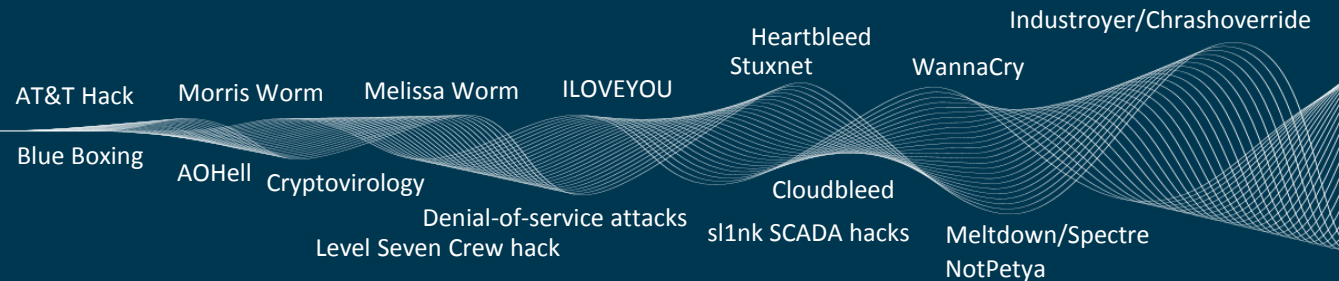 Industroyer/Chrashoverride
Heartbleed
Stuxnet
WannaCry
AT&T Hack
Morris Worm
Melissa Worm
ILOVEYOU
Blue Boxing
AOHell
Cryptovirology
Cloudbleed
Denial-of-service attacks
sl1nk SCADA hacks
Level Seven Crew hack
Meltdown/Spectre
NotPetya